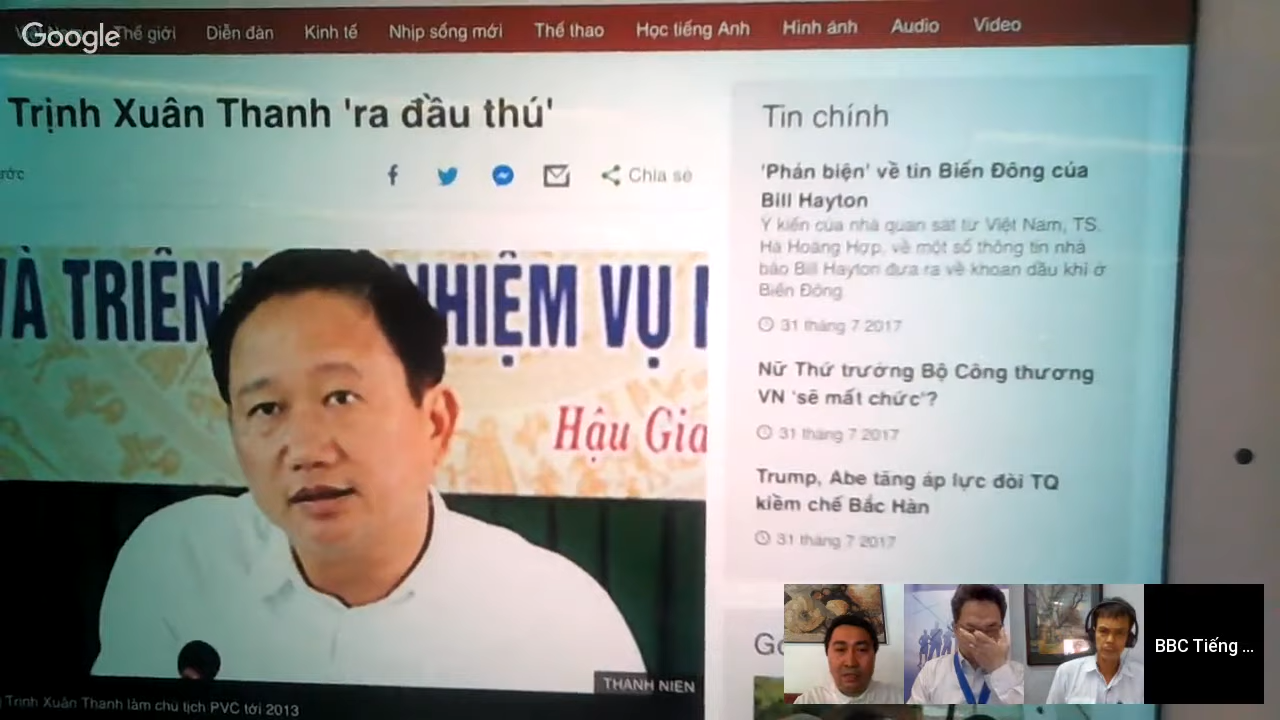 Google
Thế giới Diễn đàn Kinh tế Nhịp sống mới Thể thao Học tiếng Anh Hình ảnh Audio Video
Trịnh Xuân Thanh 'ra đầu thú'
ước
Chia sẻ
VÀ TRIỂN NHIỆM VỤ
Hậu Gia
THANH NIEN
Trịnh Xuân Thanh làm chủ tịch PVC tới 2013
Tin chính
'Phản biện' về tin Biển Đông của
Bill Hayton
Ý kiến của nhà quan sát từ Việt Nam, TS.
Hà Hoàng Hợp, về một số thông tin nhà
báo Bill Hayton đưa ra về khoan dầu khí ở
Biển Đông
31 tháng 7 2017
Nữ Thứ trưởng Bộ Công thương
VN 'sẽ mất chức'?
31 tháng 7 2017
Trump, Abe tăng áp lực đòi TQ
kiềm chế Bắc Hàn
31 tháng 7 2017
BBC Tiếng ...